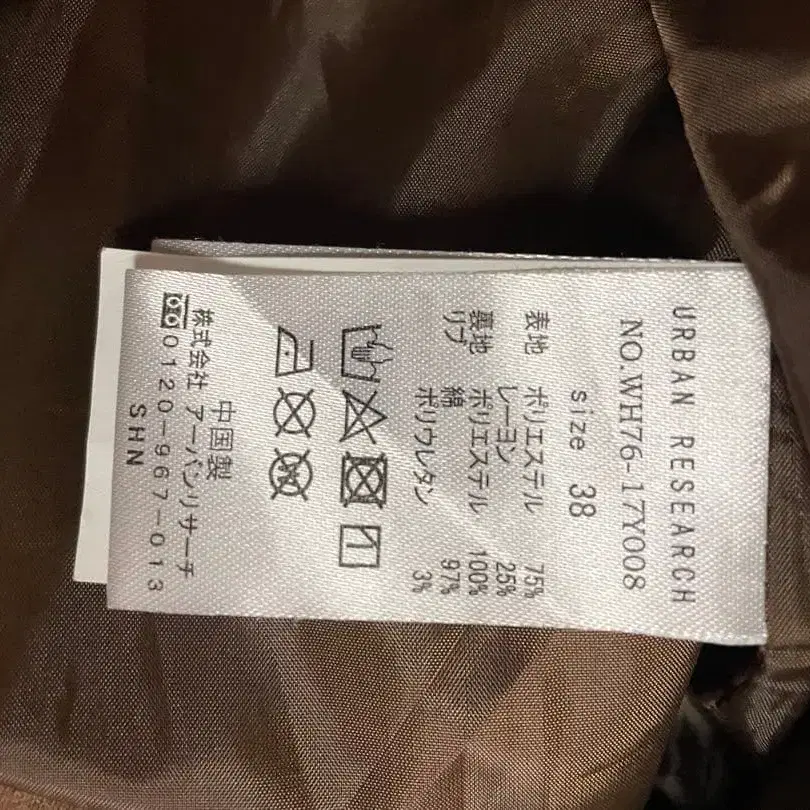 URBAN RESEARCH
NO.WH76-17Y008
size 38
表地 ポリエステル 75%
レーヨン 25%
裏地 ポリエステル 100%
リブ 綿 97%
ポリウレタン 3%
中国製
株式会社 アーバンリサーチ
0120-967-013
SHN